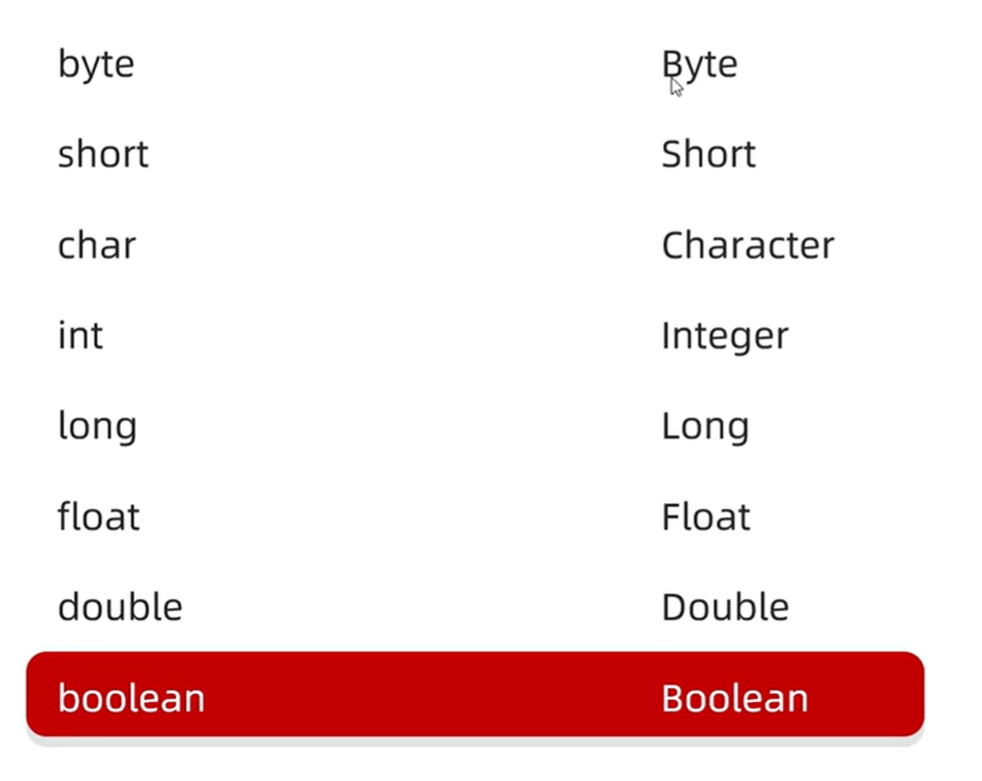 byte Byte
short Short
char Character
int Integer
long Long
float Float
double Double
boolean Boolean